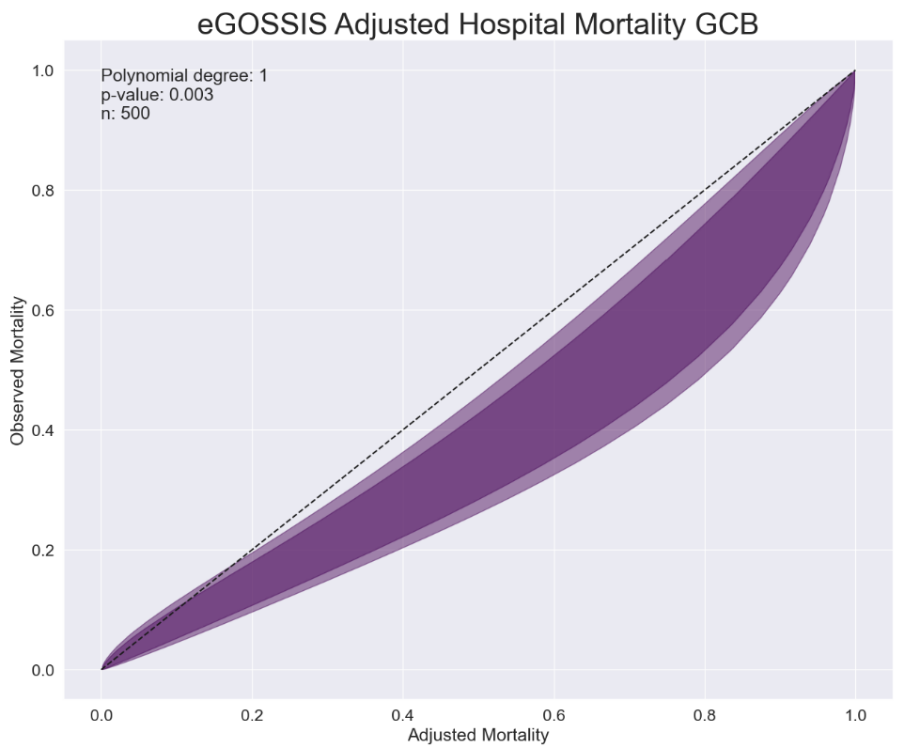 eGOSSIS Adjusted Hospital Mortality GCB
Polynomial degree: 1
p-value: 0.003
n: 500
Observed Mortality
1.0
0.8
0.6
0.4
0.2
0.0
0.0 0.2 0.4 0.6 0.8 1.0
Adjusted Mortality